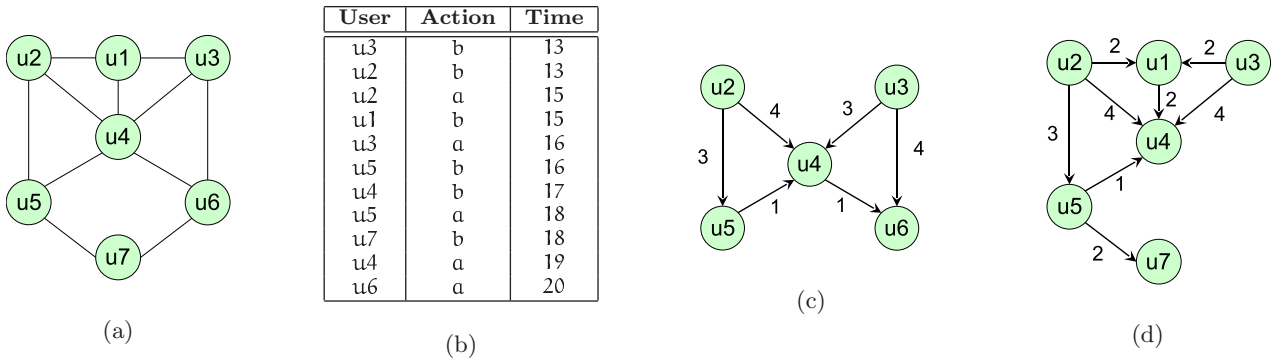 u2 u1 u3
u4
u5 u6
u7
(a)
User Action Time
u3 b 13
u2 b 13
u2 a 15
u1 b 15
u3 a 16
u5 b 16
u4 b 17
u5 a 18
u7 b 18
u4 a 19
u6 a 20
(b)
u2 u3
4 3
3 u4 4
1 1
u5 u6
(c)
2 2
u2 u1 u3
4 2 4
3 u4
1
u5
2
u7
(d)